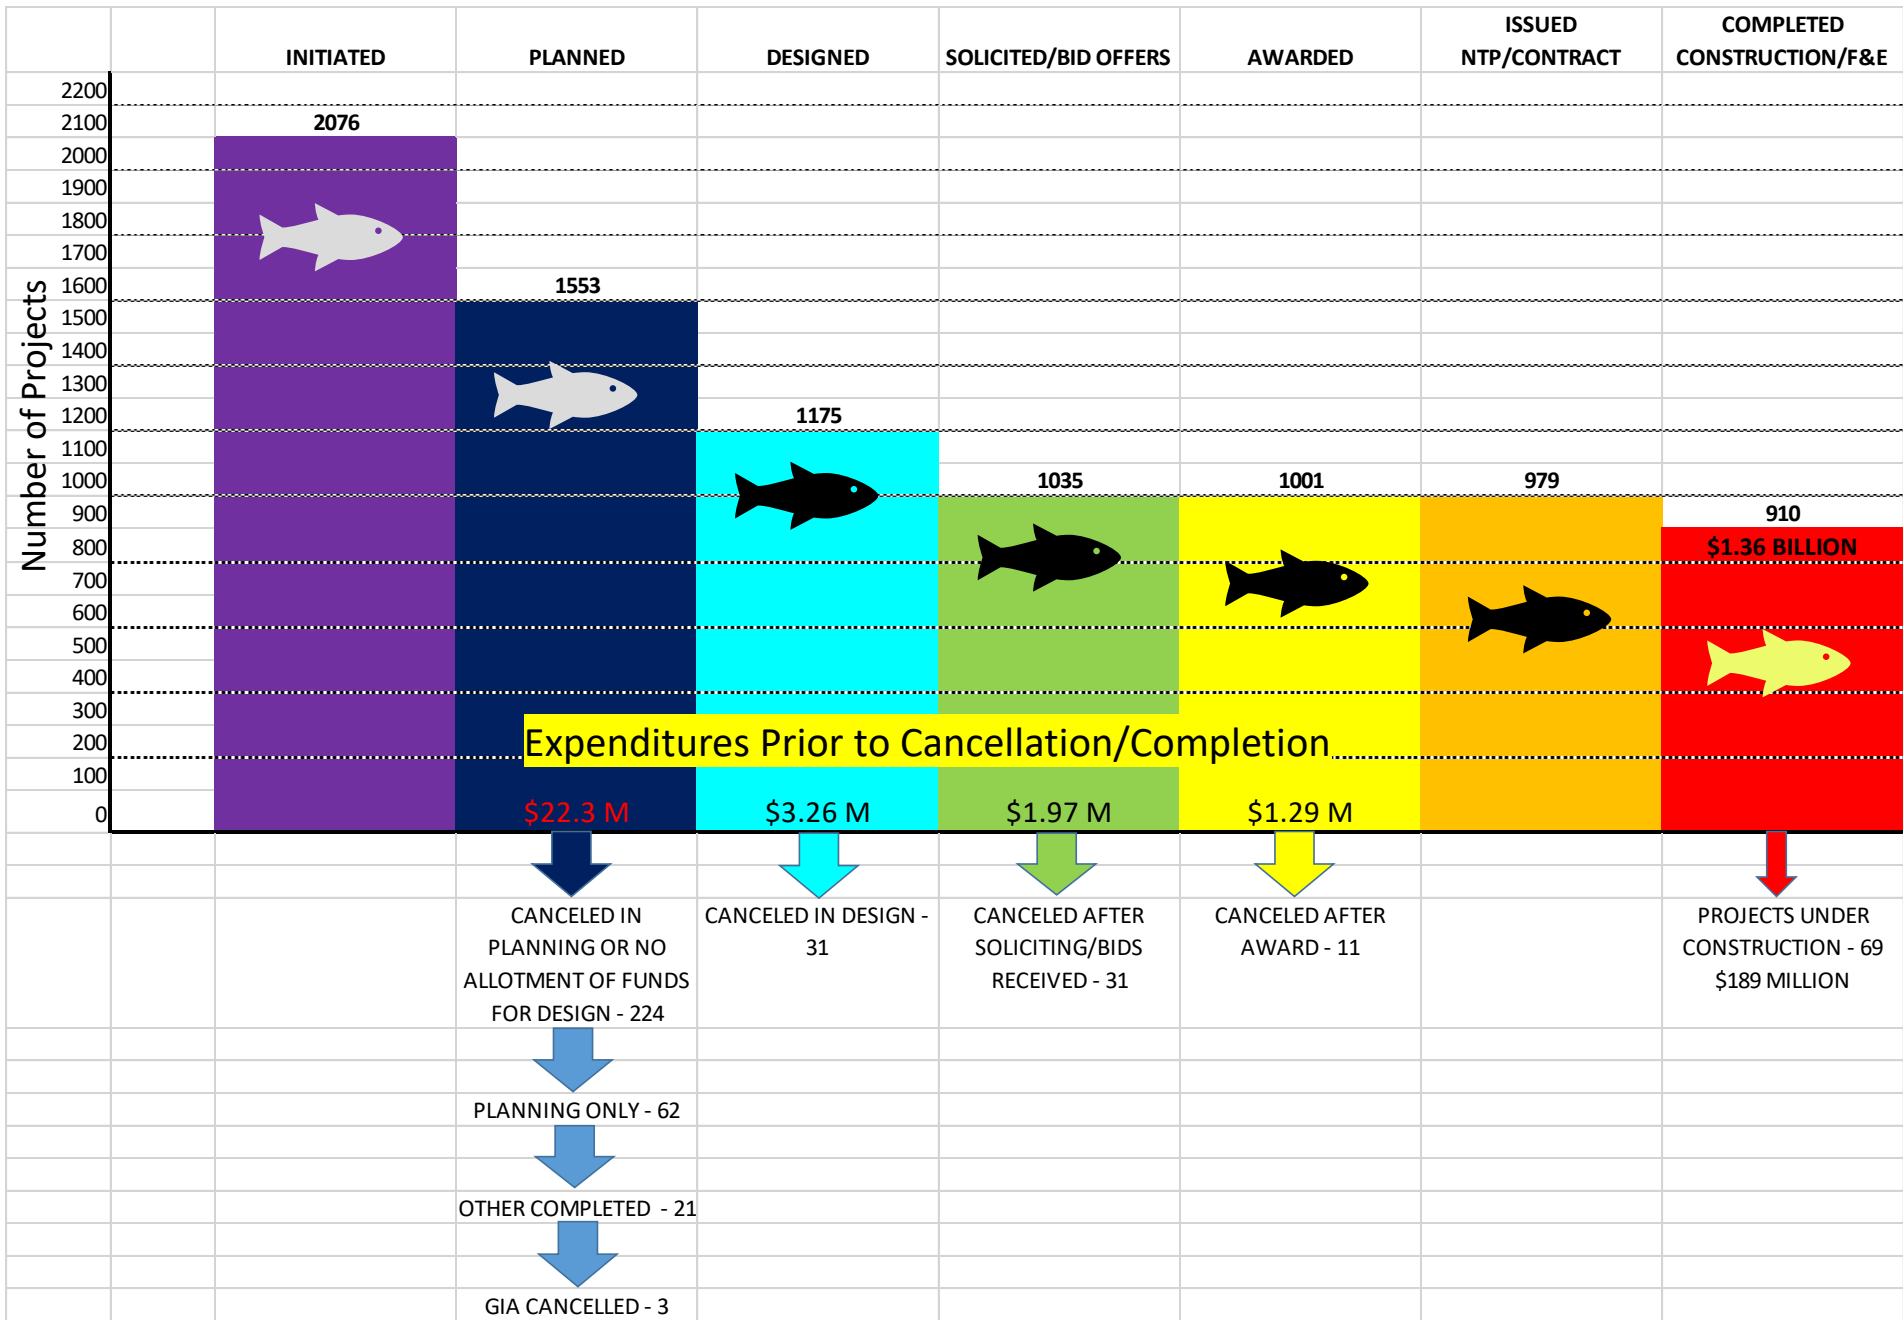 INITIATED
PLANNED
DESIGNED
SOLICITED/BID OFFERS
AWARDED
ISSUED
NTP/CONTRACT
COMPLETED
CONSTRUCTION/F&E
Number of Projects
2200
2100
2000
1900
1800
1700
1600
1500
1400
1300
1200
1100
1000
900
800
700
600
500
400
300
200
100
0
2076
1553
1175
1035
1001
979
910
$1.36 BILLION
Expenditures Prior to Cancellation/Completion
$22.3 M
$3.26 M
$1.97 M
$1.29 M
CANCELED IN
PLANNING OR NO
ALLOTMENT OF FUNDS
FOR DESIGN - 224
CANCELED IN DESIGN -
31
CANCELED AFTER
SOLICITING/BIDS
RECEIVED - 31
CANCELED AFTER
AWARD - 11
PROJECTS UNDER
CONSTRUCTION - 69
$189 MILLION
PLANNING ONLY - 62
OTHER COMPLETED - 21
GIA CANCELLED - 3